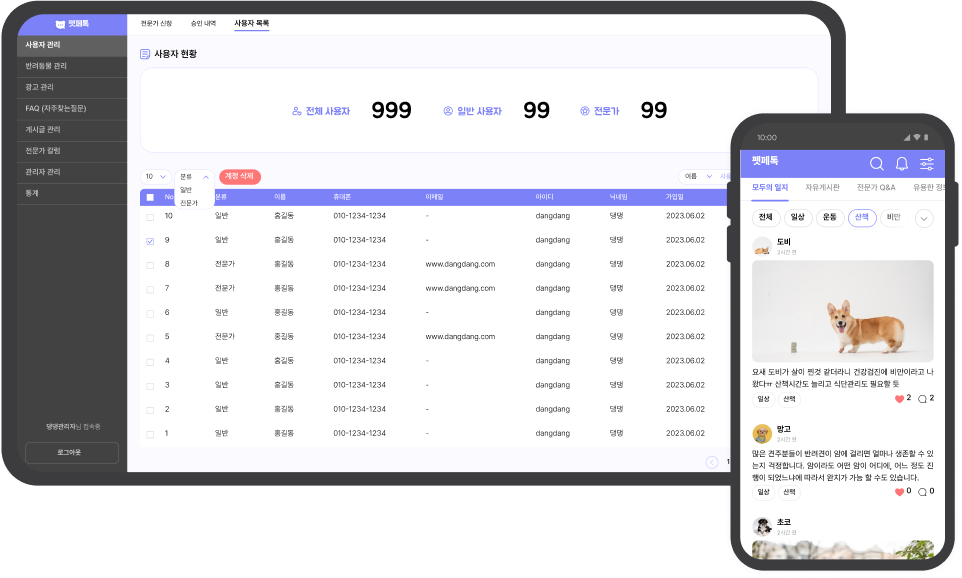 펫페톡
전문가 신청 승인 내역 사용자 목록
사용자 관리
반려동물 관리
광고 관리
FAQ (자주찾는질문)
게시글 관리
전문가 칼럼
관리자 관리
통계
댕댕관리자님 접속중
로그아웃
사용자 현황
전체 사용자 999 일반 사용자 99 전문가 99
10 분류 계정 삭제 이름
일반
전문가
No 분류 이름 휴대폰 이메일 아이디 닉네임 가입일
10 일반 홍길동 010-1234-1234 - dangdang 댕댕 2023.06.02
9 일반 홍길동 010-1234-1234 - dangdang 댕댕 2023.06.02
8 전문가 홍길동 010-1234-1234 www.dangdang.com dangdang 댕댕 2023.06.02
7 전문가 홍길동 010-1234-1234 www.dangdang.com dangdang 댕댕 2023.06.02
6 일반 홍길동 010-1234-1234 - dangdang 댕댕 2023.06.02
5 전문가 홍길동 010-1234-1234 www.dangdang.com dangdang 댕댕 2023.06.02
4 일반 홍길동 010-1234-1234 - dangdang 댕댕 2023.06.02
3 일반 홍길동 010-1234-1234 - dangdang 댕댕 2023.06.02
2 일반 홍길동 010-1234-1234 - dangdang 댕댕 2023.06.02
1 일반 홍길동 010-1234-1234 - dangdang 댕댕 2023.06.02
1
10:00
펫페톡
모두의 일지 자유게시판 전문가 Q&A 유용한 정보
전체 일상 운동 산책 비만
도비
2시간 전
요새 도비가 살이 찐것 같더라니 건강검진에 비만이라고 나
왔다ㅠ 산책시간도 늘리고 식단관리도 필요할 듯
일상 산책 2 2
망고
2시간 전
많은 견주분들이 반려견이 암에 걸리면 얼마나 생존할 수 있
는지 걱정합니다. 암이라도 어떤 암이 어디에, 어느 정도 진
행이 되었느냐에 따라서 완치가 가능 할 수도 있습니다.
일상 산책 0 0
초코
2시간 전